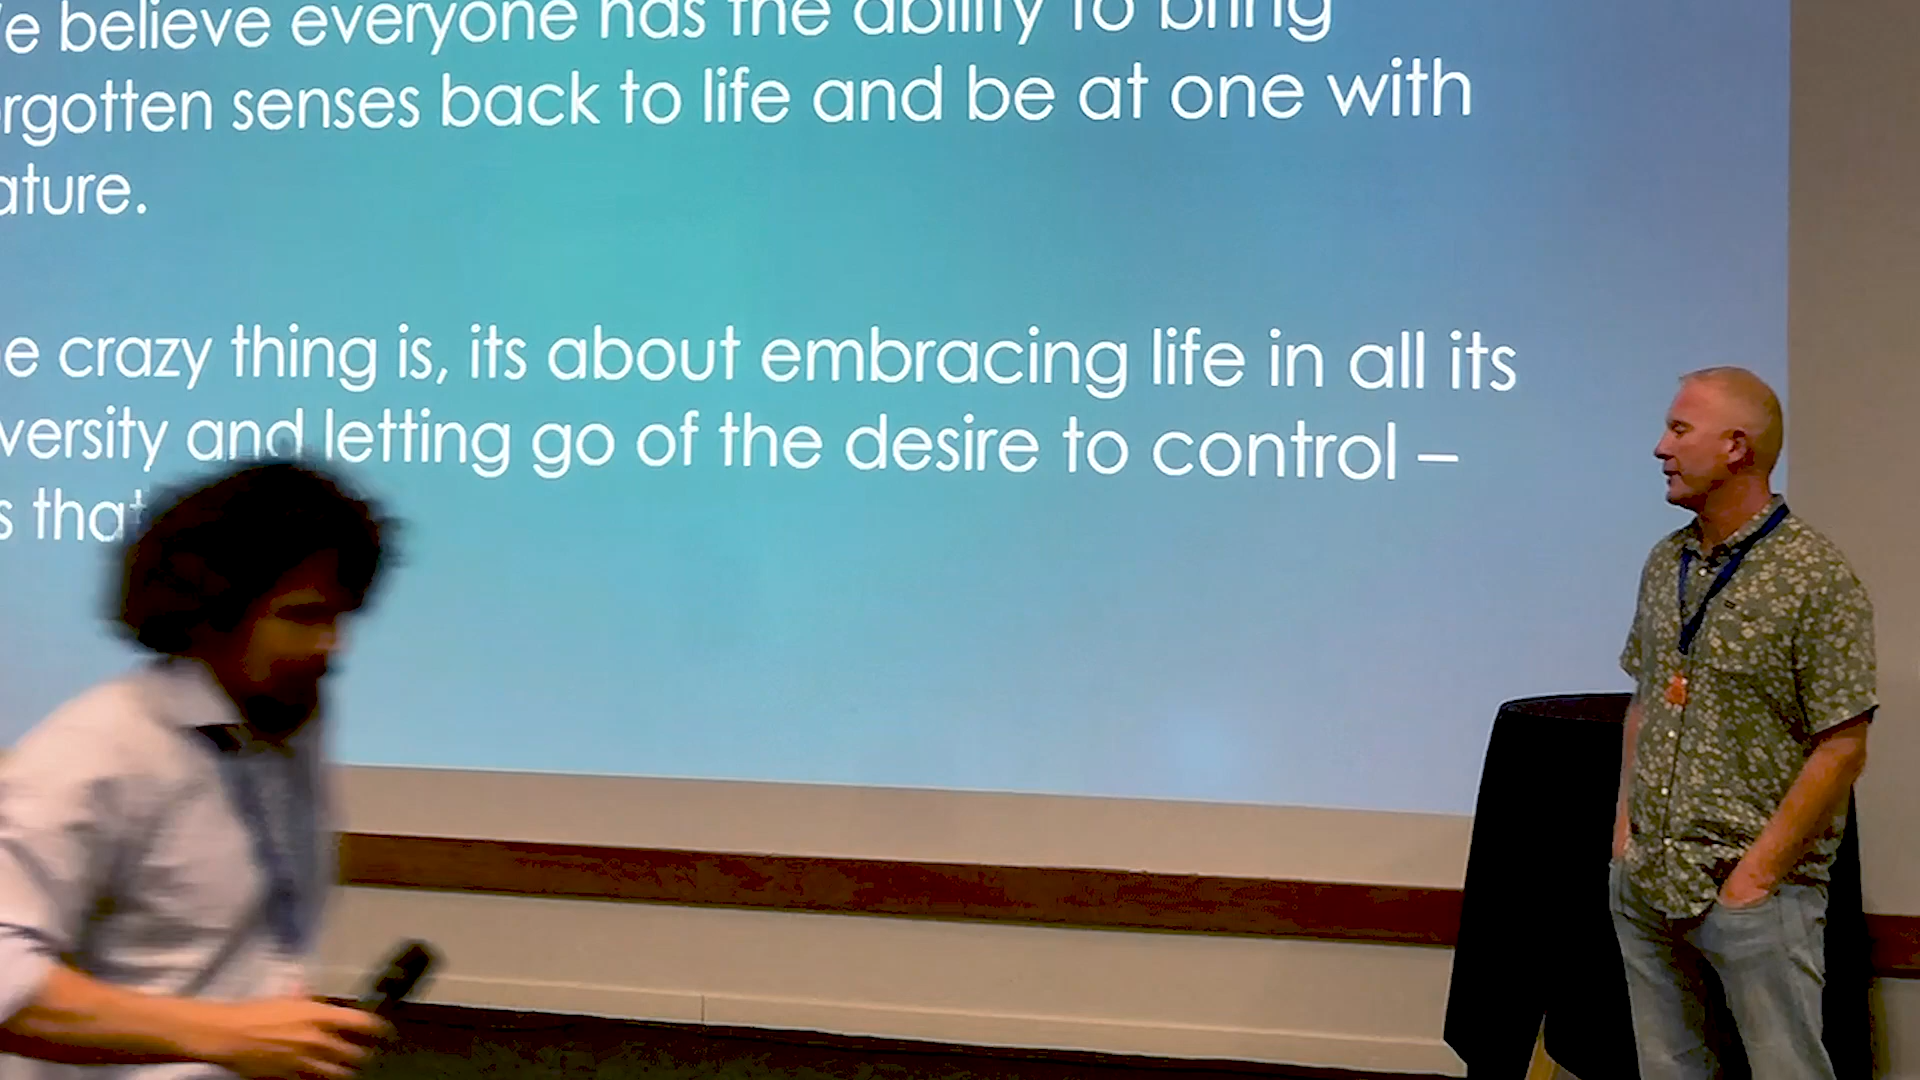 e believe everyone has the ability to bring
rgotten senses back to life and be at one with
ature.
e crazy thing is, its about embracing life in all its
versity and letting go of the desire to control –
s that